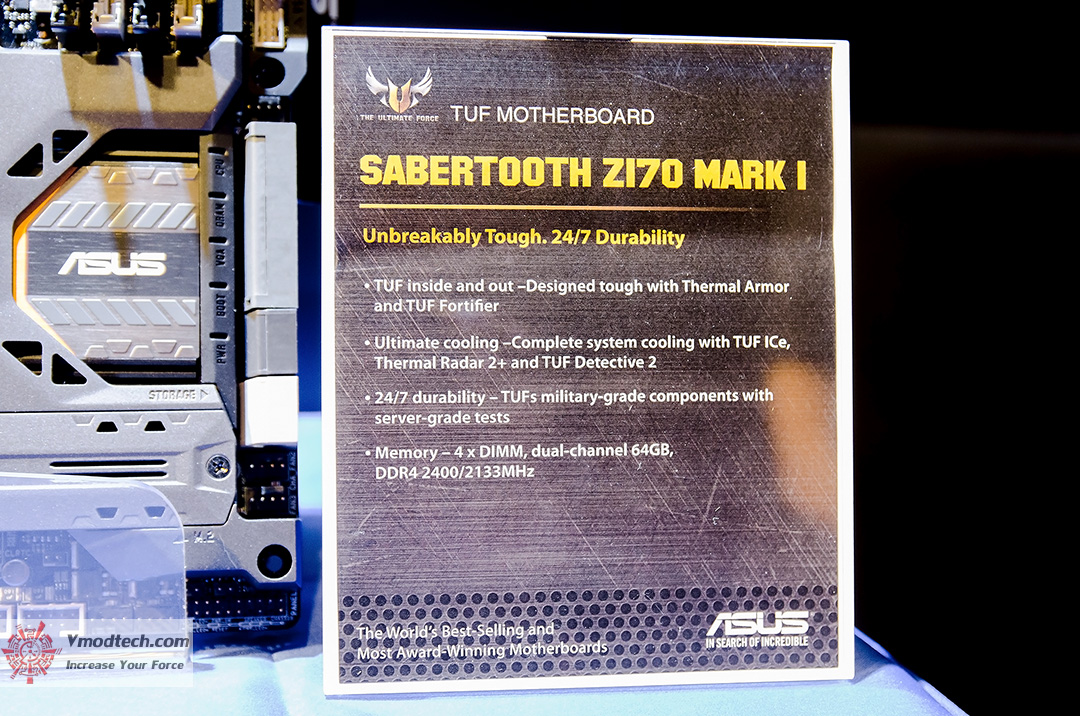 THE ULTIMATE FORCE
TUF MOTHERBOARD
SABERTOOTH Z170 MARK I
Unbreakably Tough. 24/7 Durability
• TUF inside and out –Designed tough with Thermal Armor
and TUF Fortifier
• Ultimate cooling –Complete system cooling with TUF ICe,
Thermal Radar 2+ and TUF Detective 2
• 24/7 durability – TUFs military-grade components with
server-grade tests
• Memory – 4 x DIMM, dual-channel 64GB,
DDR4 2400/2133MHz
The World's Best-Selling and
Most Award-Winning Motherboards
ASUS
IN SEARCH OF INCREDIBLE
CPU
DRAM
VGA
BOOT
PWR
ASUS
STORAGE
M.2
PANEL
Vmodtech.com
Increase Your Force